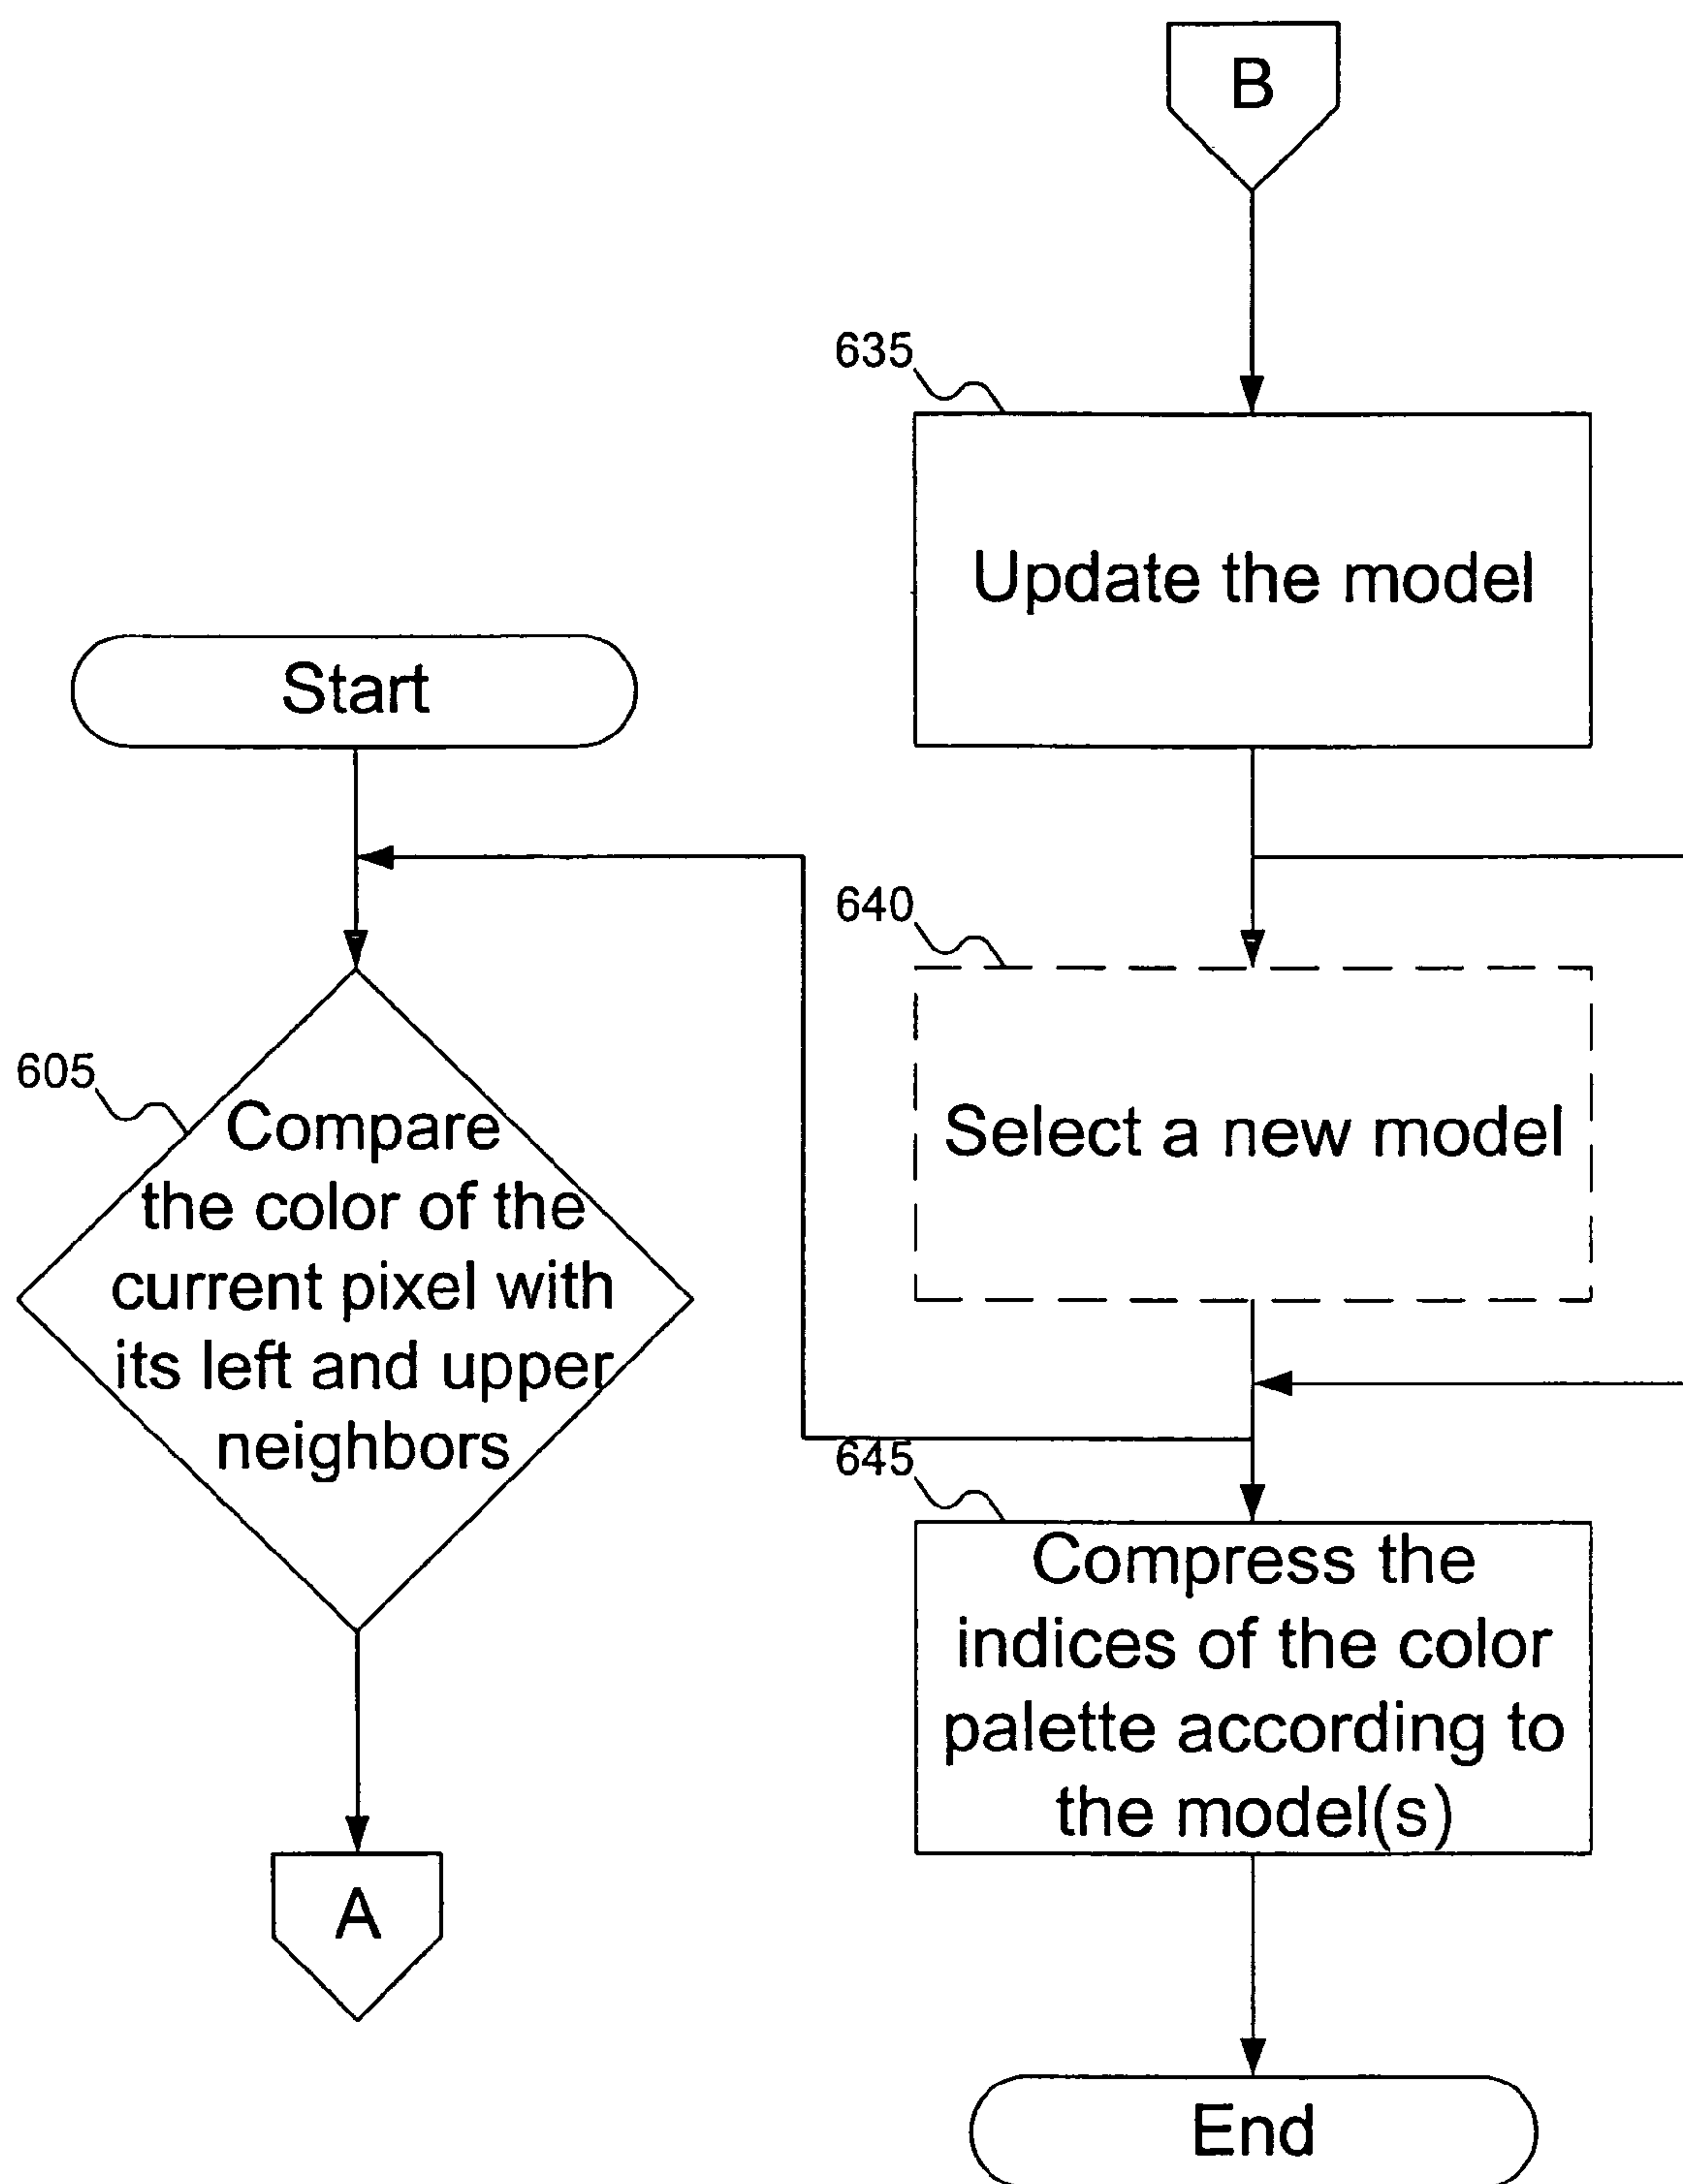 Start
605
Compare
the color of the
current pixel with
its left and upper
neighbors
A
B
635
Update the model
640
Select a new model
645
Compress the
indices of the color
palette according to
the model(s)
End